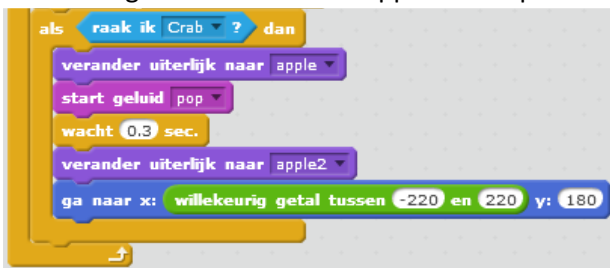 als raak ik Crab ? dan
verander uiterlijk naar apple
start geluid pop
wacht 0.3 sec.
verander uiterlijk naar apple2
ga naar x: willekeurig getal tussen -220 en 220 y: 180